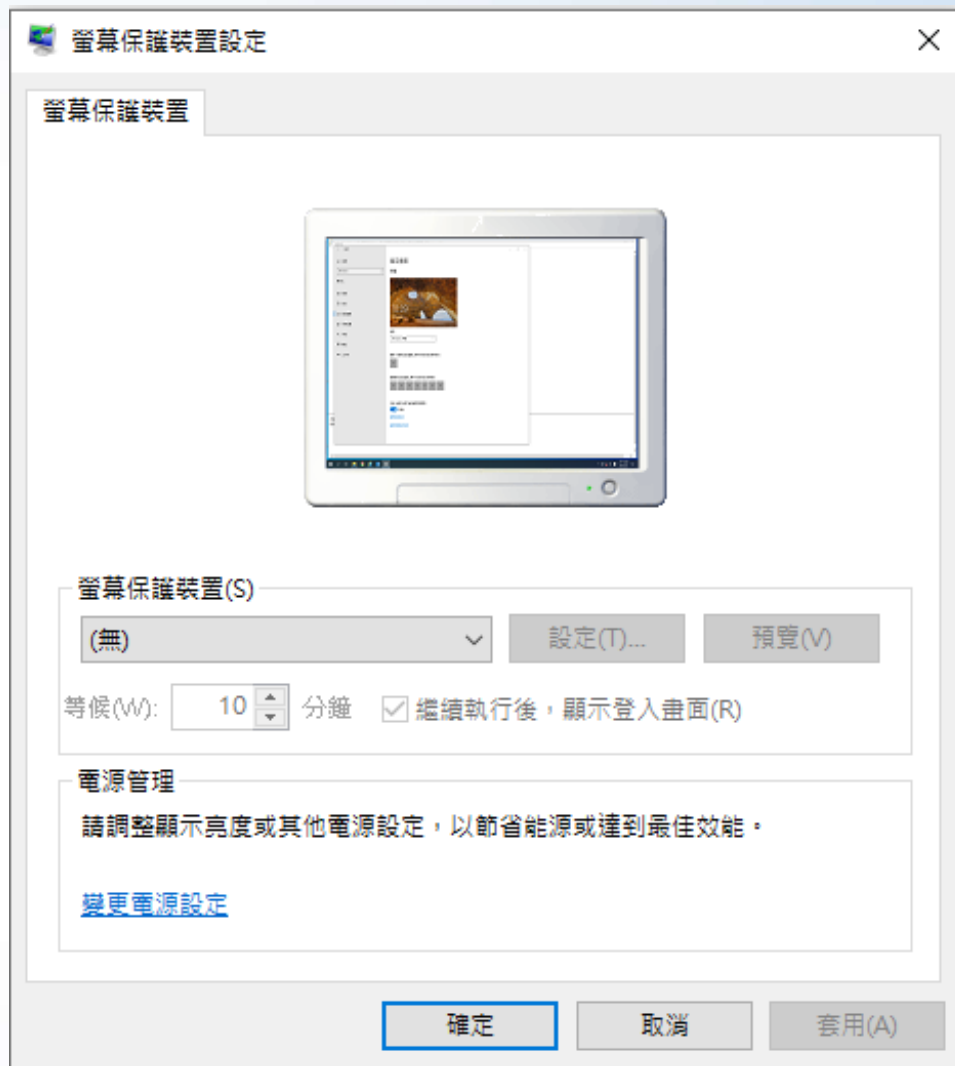 螢幕保護裝置設定
螢幕保護裝置
螢幕保護裝置(S)
(無)
設定(T)...
預覽(V)
等候(W):
10
分鐘
繼續執行後，顯示登入畫面(R)
電源管理
請調整顯示亮度或其他電源設定，以節省能源或達到最佳效能。
變更電源設定
確定
取消
套用(A)